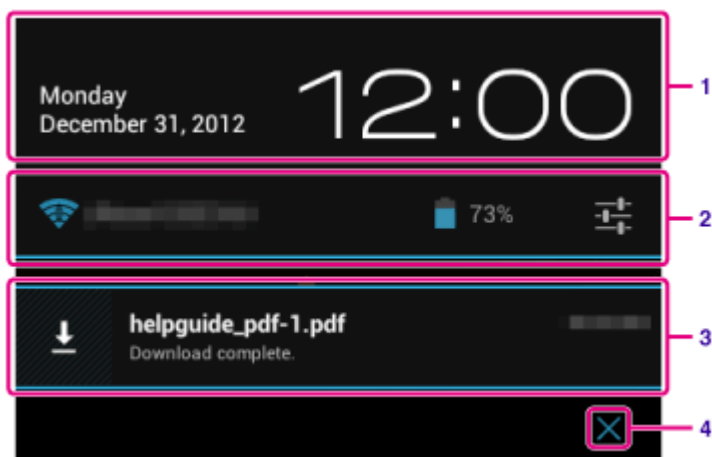 Monday
December 31, 2012
12:00
1
73%
2
helpguide_pdf-1.pdf
Download complete.
3
4